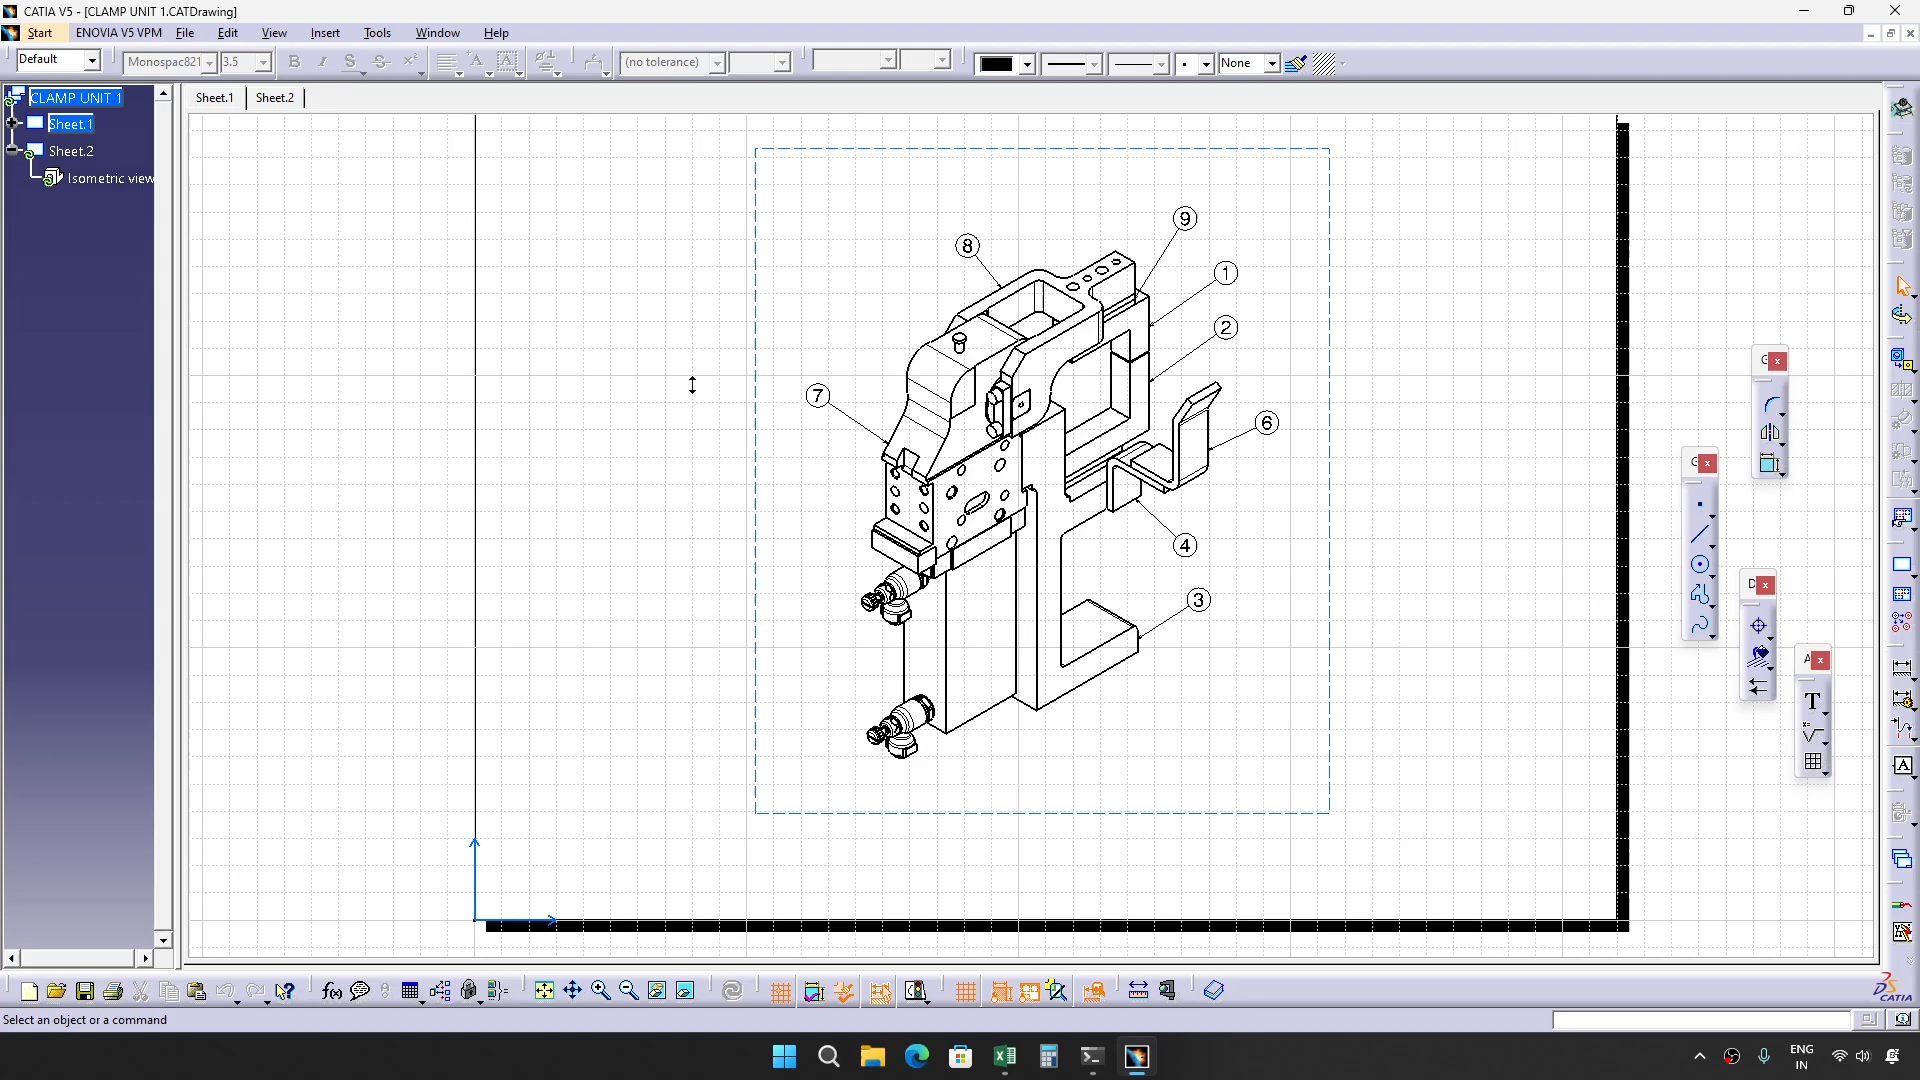 CATIA V5 - [CLAMP UNIT 1.CATDrawing]
Start ENOVIA V5 VPM File Edit View Insert Tools Window Help
Default Monospac821 3.5 B I S S (no tolerance) None
CLAMP UNIT 1
Sheet.1
Sheet.2
Isometric view
Sheet.1 Sheet.2
9
8
1
2
7
6
4
3
G
G
D
A
T
A
f(x)
DS
CATIA
Select an object or a command
ENG
IN